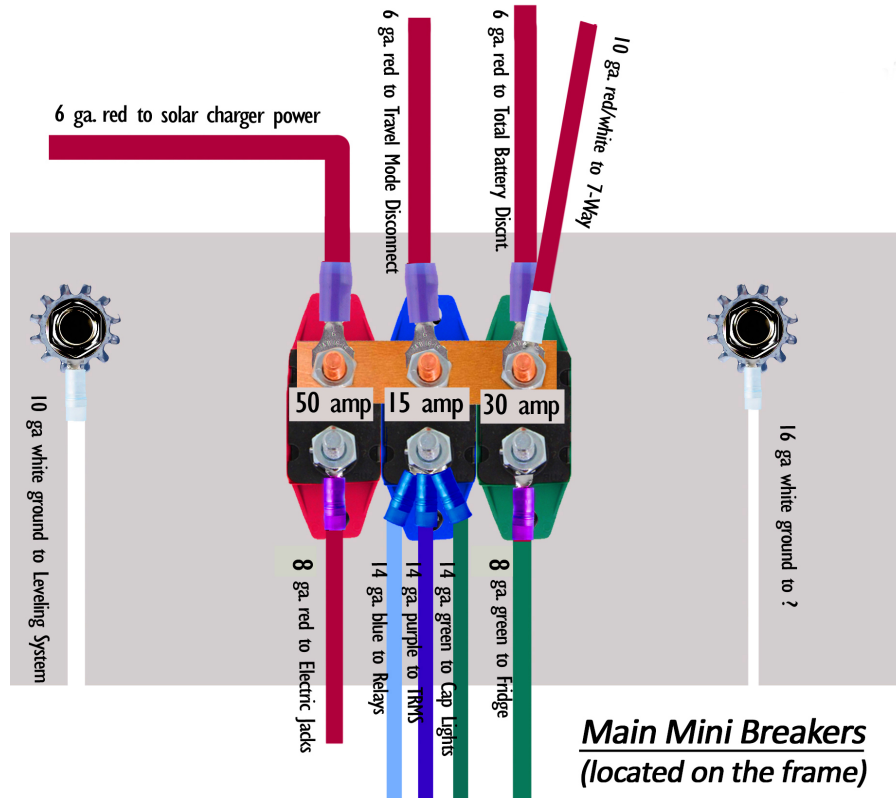 6 ga. red to solar charger power
6 ga. red to Travel Mode Disconnect
6 ga. red to Total Battery Discnt.
10 ga. red/white to 7-Way
50 amp
15 amp
30 amp
10 ga white ground to Leveling System
16 ga white ground to ?
8 ga. red to Electric Jacks
14 ga. blue to Relays
14 ga. purple to TRMS
14 ga. green to Cap Lights
8 ga. green to Fridge
Main Mini Breakers
(located on the frame)